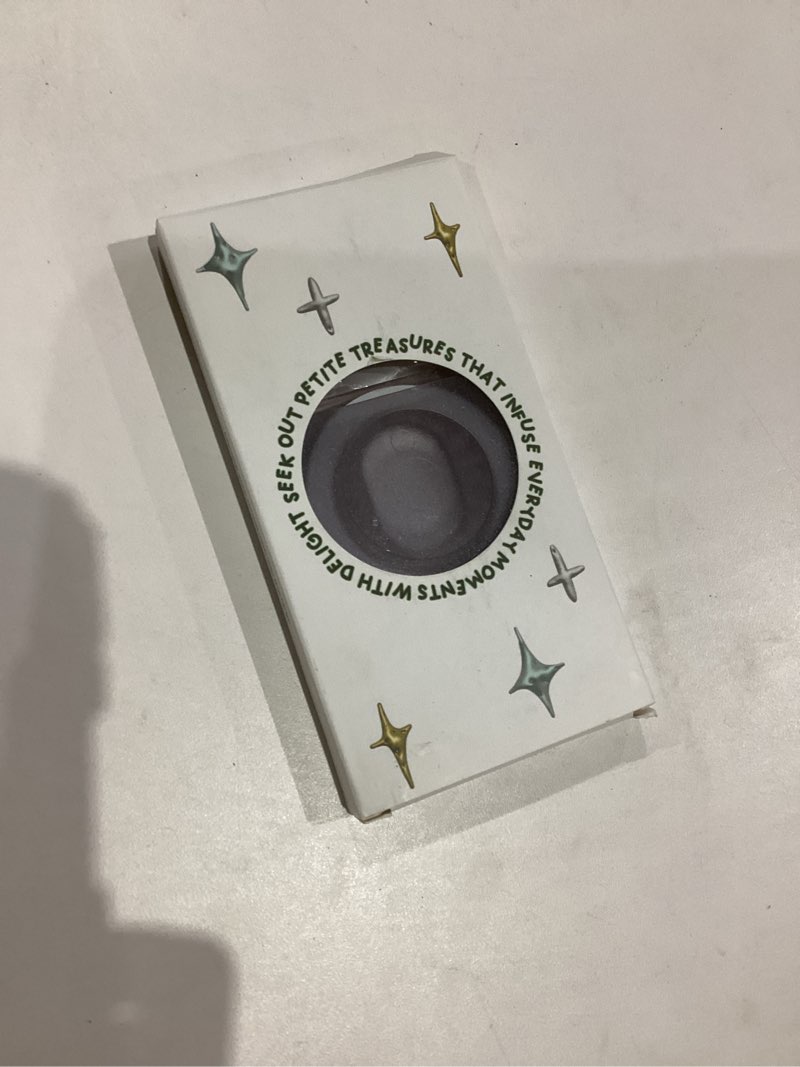 SEEK OUT PETITE TREASURES THAT INFUSE EVERYDAY MOMENTS WITH DELIGHT